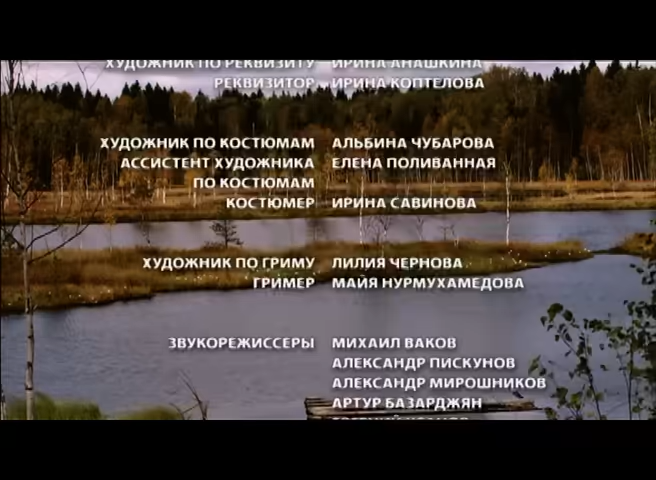 ХУДОЖНИК ПО РЕКВИЗИТУ ИРИНА АНАШКИНА
РЕКВИЗИТОР ИРИНА КОПТЕЛОВА
ХУДОЖНИК ПО КОСТЮМАМ АЛЬБИНА ЧУБАРОВА
АССИСТЕНТ ХУДОЖНИКА ЕЛЕНА ПОЛИВАННАЯ
ПО КОСТЮМАМ
КОСТЮМЕР ИРИНА САВИНОВА
ХУДОЖНИК ПО ГРИМУ ЛИЛИЯ ЧЕРНОВА
ГРИМЕР МАЙЯ НУРМУХАМЕДОВА
ЗВУКОРЕЖИССЕРЫ МИХАИЛ ВАКОВ
АЛЕКСАНДР ПИСКУНОВ
АЛЕКСАНДР МИРОШНИКОВ
АРТУР БАЗАРДЖЯН